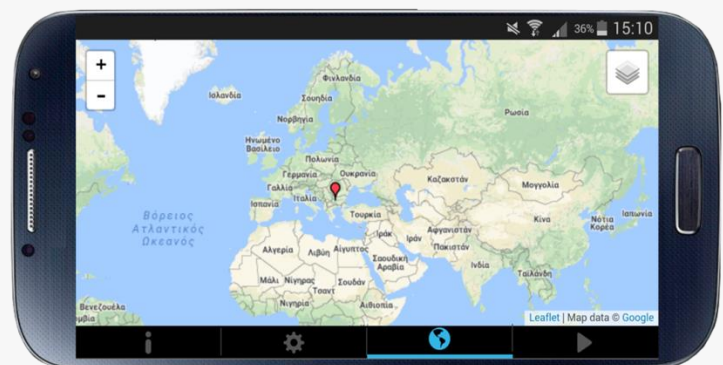 36% 15:10
+
-
Φινλανδία
Ισλανδία
Σουηδία
Ρωσία
Νορβηγία
Ηνωμένο
Βασίλειο
Πολωνία
Γερμανία
Ουκρανία
Γαλλία
Καζακστάν
Μογγολία
Ιταλία
Ισπανία
Τουρκία
Βόρειος
Ατλαντικός
Ωκεανός
Κίνα
Νότια
Κορέα
Ιαπωνία
Ιράκ
Ιράν
Αφγανιστάν
Πακιστάν
Αλγερία
Λιβύη
Αίγυπτος
Σαουδική
Αραβία
Ινδία
Ταϊλάνδη
Μάλι
Νίγηρας
Τσαντ
Σουδάν
Νιγηρία
Αιθιοπία
Βενεζουέλα
μβία
Leaflet | Map data © Google